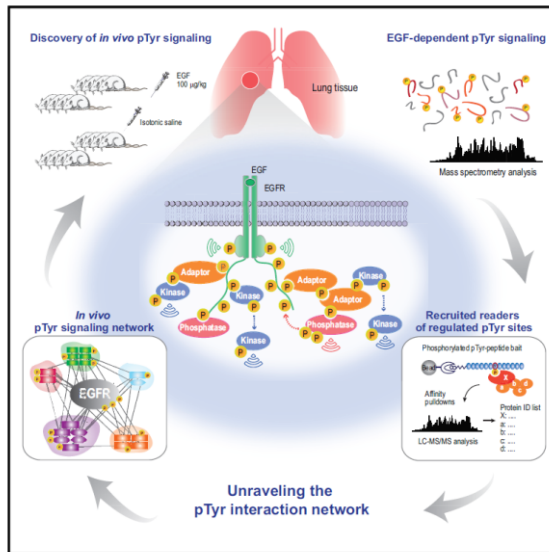 Discovery of in vivo pTyr signaling
EGF
100 µg/kg
Isotonic saline
Lung tissue
EGF-dependent pTyr signaling
P
P
P
P
P
P
P
Mass spectrometry analysis
EGF
EGFR
P
P
P
P
P
P
P
P
P
P
P
P
Adaptor
Kinase
Kinase
Phosphatase
Kinase
Adaptor
Adaptor
Kinase
Phosphatase
Kinase
In vivo
pTyr signaling network
EGFR
Recruited readers
of regulated pTyr sites
Phosphorylated pTyr-peptide bait
P
X
a
b
c
d
Affinity
pulldowns
LC-MS/MS analysis
Protein ID list
X: ....
a: ....
b: ....
c: ....
d: ....
Unraveling the
pTyr interaction network